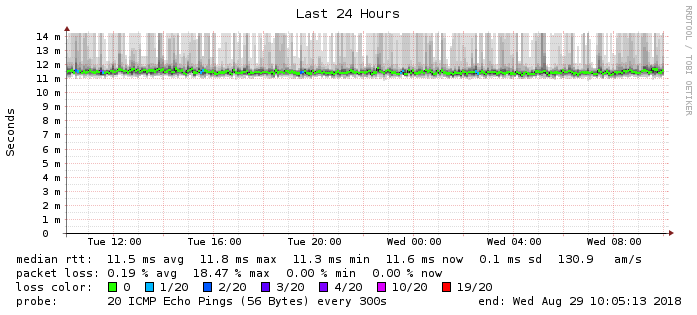 Last 24 Hours
RRDTOOL / TOBI OETIKER
Seconds
14 m
13 m
12 m
11 m
10 m
9 m
8 m
7 m
6 m
5 m
4 m
3 m
2 m
1 m
0
Tue 12:00 Tue 16:00 Tue 20:00 Wed 00:00 Wed 04:00 Wed 08:00
median rtt: 11.5 ms avg 11.8 ms max 11.3 ms min 11.6 ms now 0.1 ms sd 130.9 am/s
packet loss: 0.19 % avg 18.47 % max 0.00 % min 0.00 % now
loss color: 0 1/20 2/20 3/20 4/20 10/20 19/20
probe: 20 ICMP Echo Pings (56 Bytes) every 300s end: Wed Aug 29 10:05:13 2018